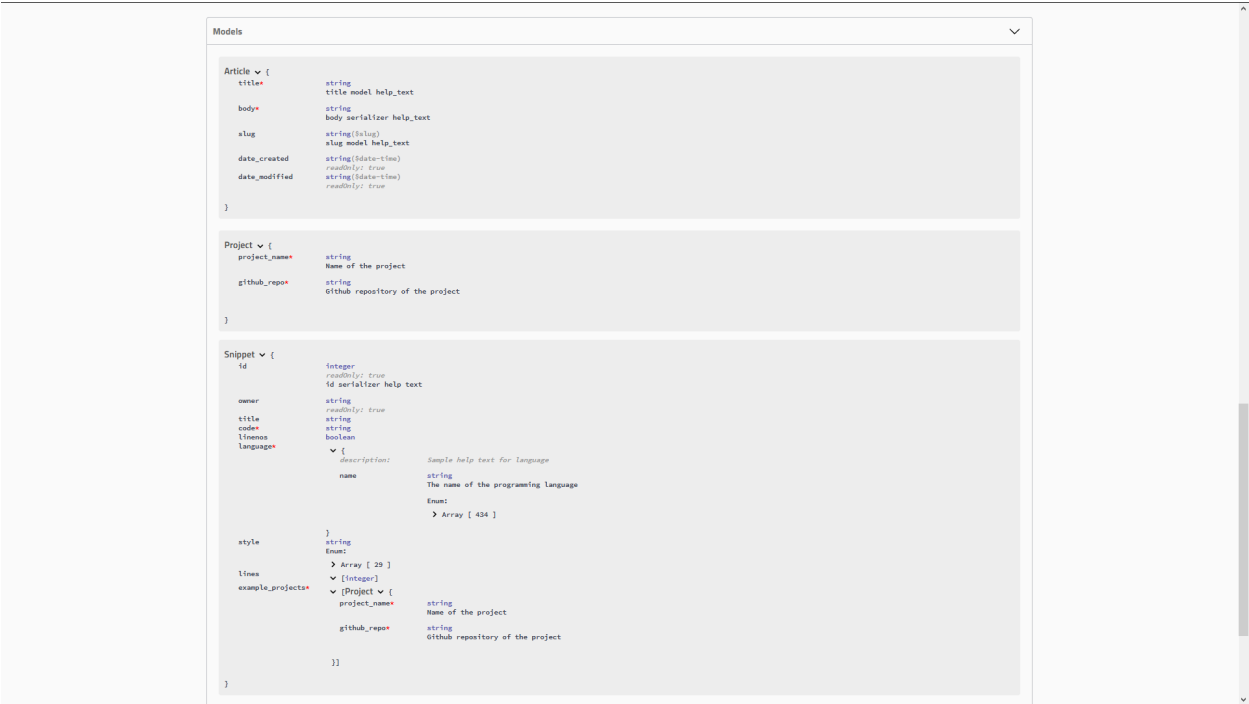 Models
Article {
title* string
title model help_text
body* string
body serializer help_text
slug string($slug)
slug model help_text
date_created string($date-time)
readOnly: true
date_modified string($date-time)
readOnly: true
}
Project {
project_name* string
Name of the project
github_repo* string
Github repository of the project
}
Snippet {
id integer
readOnly: true
id serializer help text
owner string
readOnly: true
title string
code* string
linenos boolean
language* {
description: Sample help text for language
name string
The name of the programming language
Enum:
Array [ 434 ]
}
style string
Enum:
Array [ 29 ]
lines [integer]
example_projects* [Project {
project_name* string
Name of the project
github_repo* string
Github repository of the project
}]
}